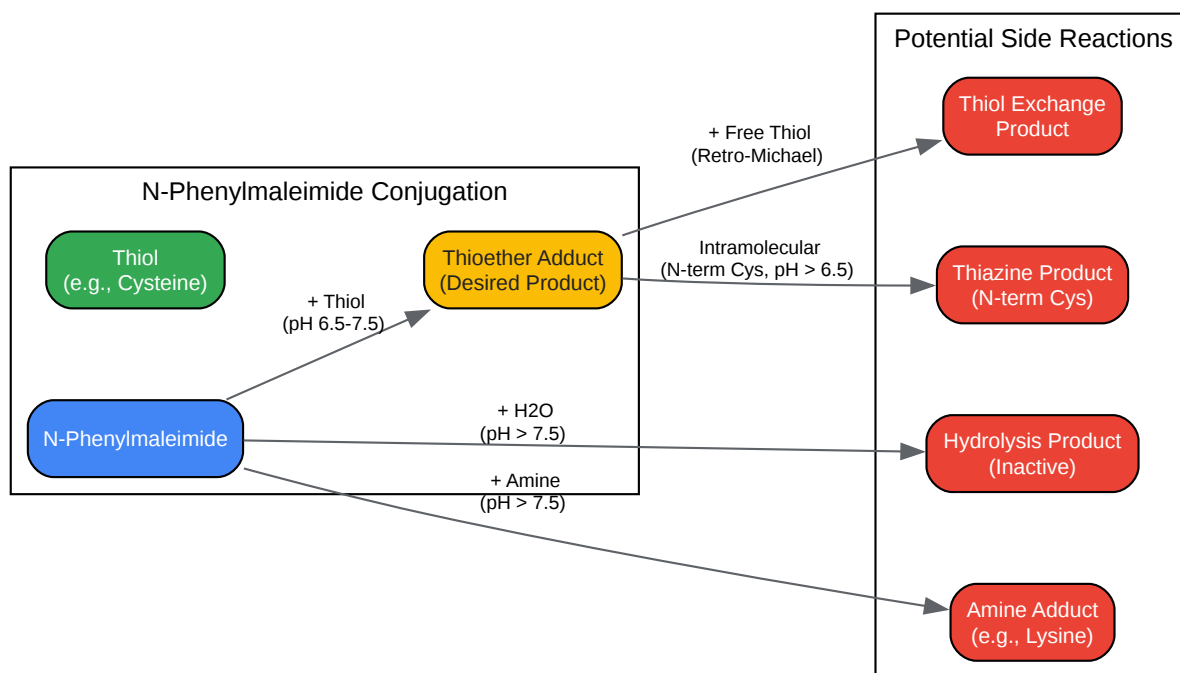 Potential Side Reactions
Thiol Exchange
Product
+ Free Thiol
(Retro-Michael)
N-Phenylmaleimide Conjugation
Thiol
(e.g., Cysteine)
Thioether Adduct
(Desired Product)
Intramolecular
(N-term Cys, pH > 6.5)
Thiazine Product
(N-term Cys)
+ Thiol
(pH 6.5-7.5)
N-Phenylmaleimide
+ H2O
(pH > 7.5)
Hydrolysis Product
(Inactive)
+ Amine
(pH > 7.5)
Amine Adduct
(e.g., Lysine)